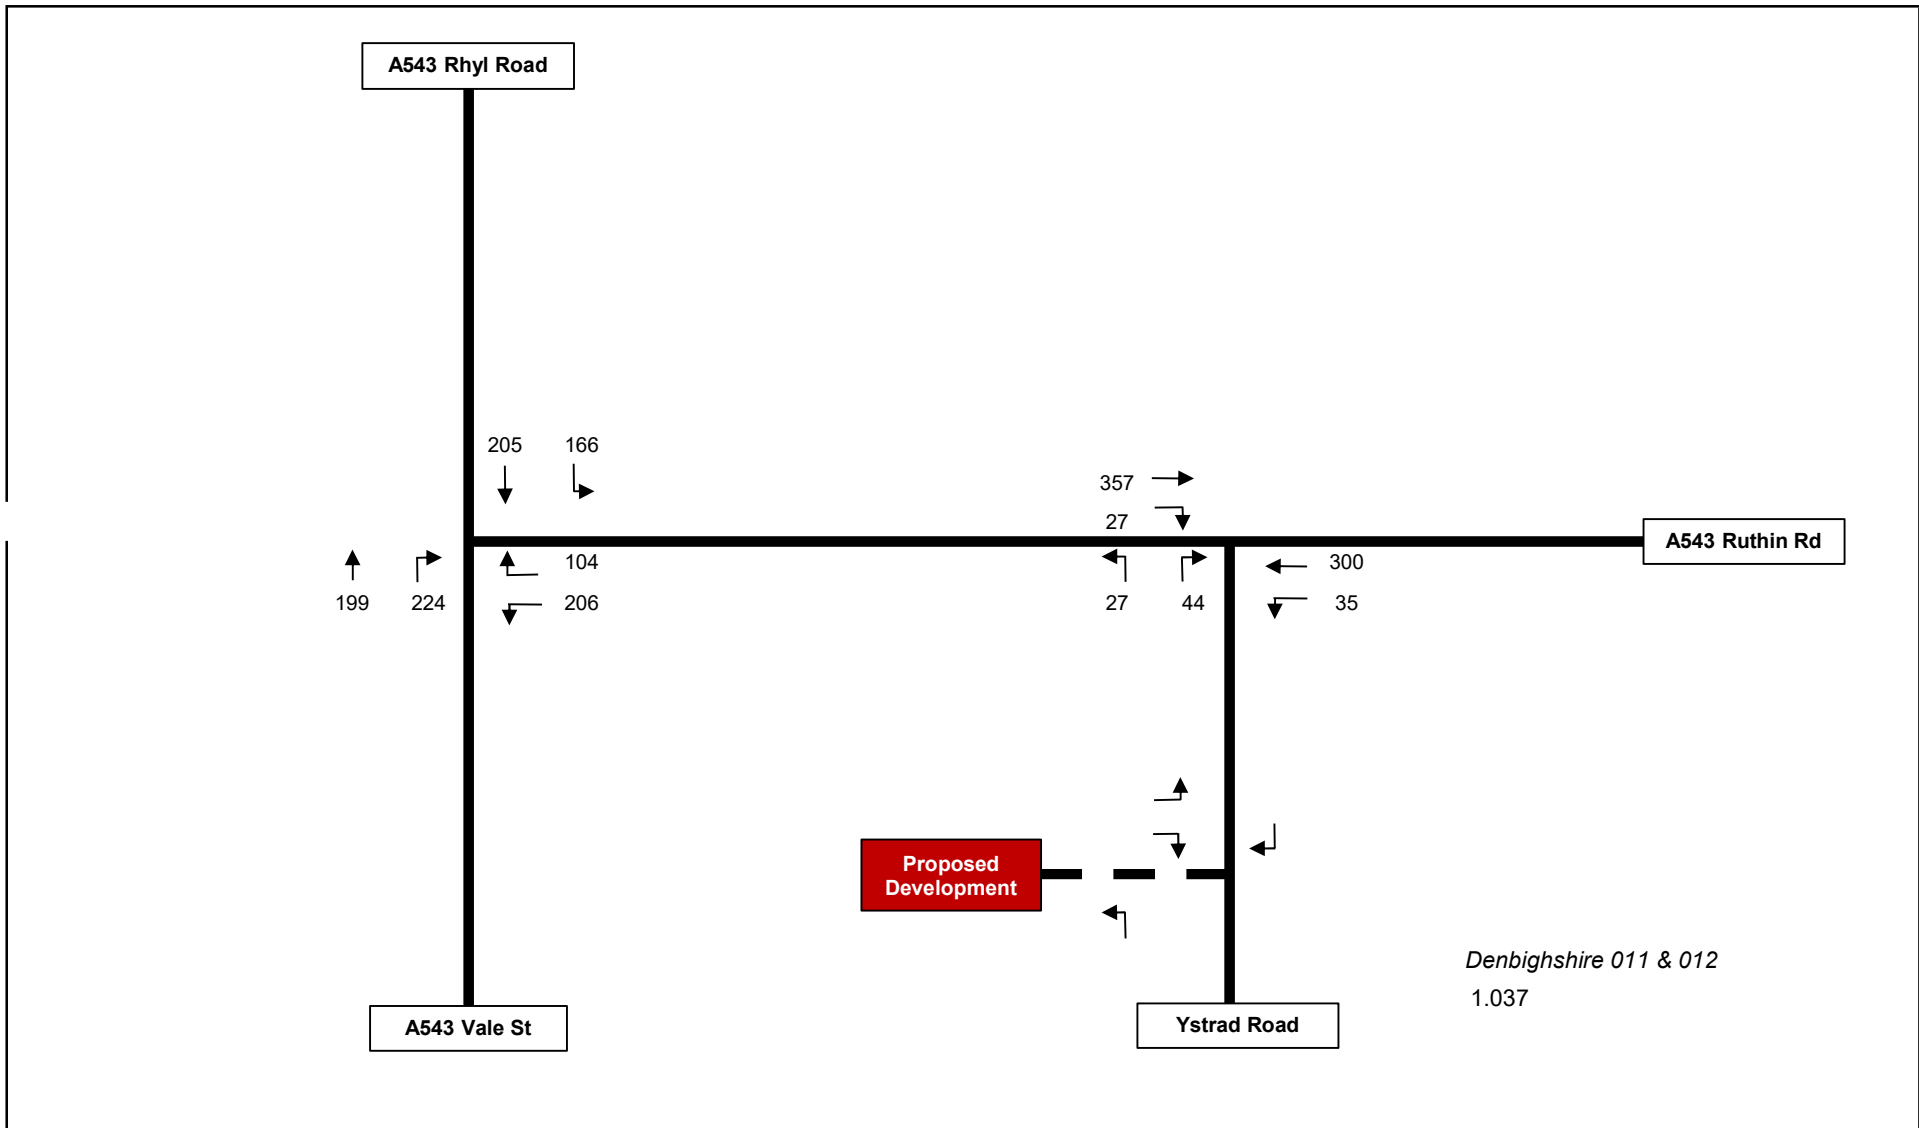 A543 Rhyl Road
205 166
357
27
A543 Ruthin Rd
104
300
199 224
206
27 44
35
Proposed
Development
Denbighshire 011 & 012
1.037
A543 Vale St
Ystrad Road